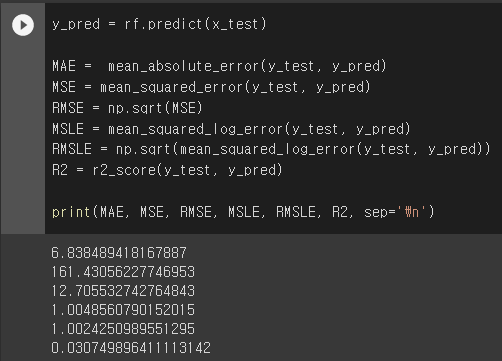 y_pred = rf.predict(x_test)
MAE =  mean_absolute_error(y_test, y_pred)
MSE = mean_squared_error(y_test, y_pred)
RMSE = np.sqrt(MSE)
MSLE = mean_squared_log_error(y_test, y_pred)
RMSLE = np.sqrt(mean_squared_log_error(y_test, y_pred))
R2 = r2_score(y_test, y_pred)
print(MAE, MSE, RMSE, MSLE, RMSLE, R2, sep='₩n')
6.838489418167887
161.43056227746953
12.705532742764843
1.0048560790152015
1.0024250989551295
0.030749896411113142